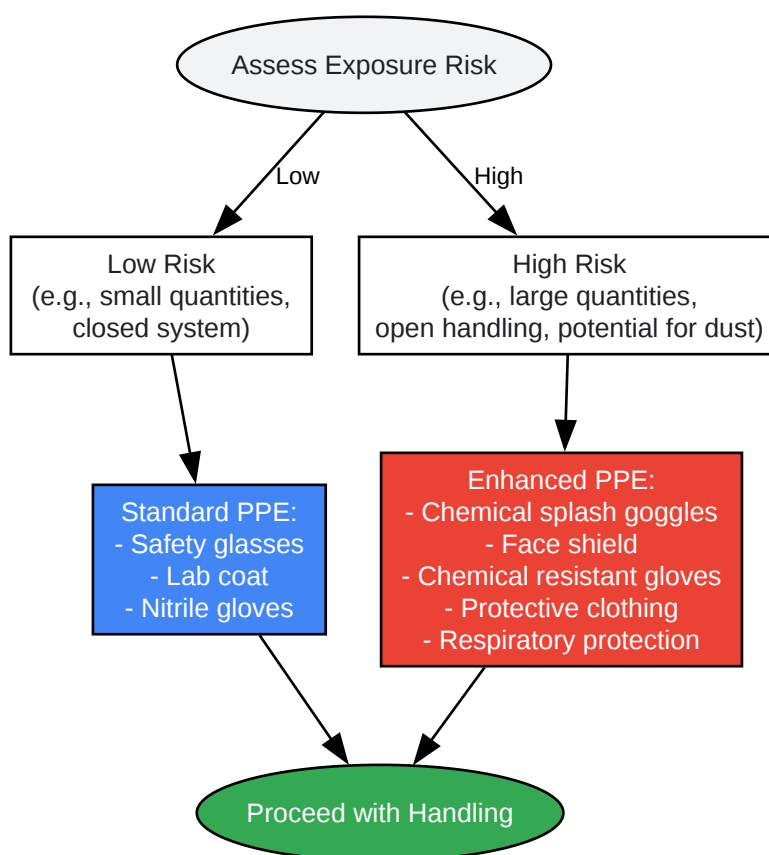 Assess Exposure Risk
Low
High
Low Risk
(e.g., small quantities,
closed system)
High Risk
(e.g., large quantities,
open handling, potential for dust)
Standard PPE:
- Safety glasses
- Lab coat
- Nitrile gloves
Enhanced PPE:
- Chemical splash goggles
- Face shield
- Chemical resistant gloves
- Protective clothing
- Respiratory protection
Proceed with Handling